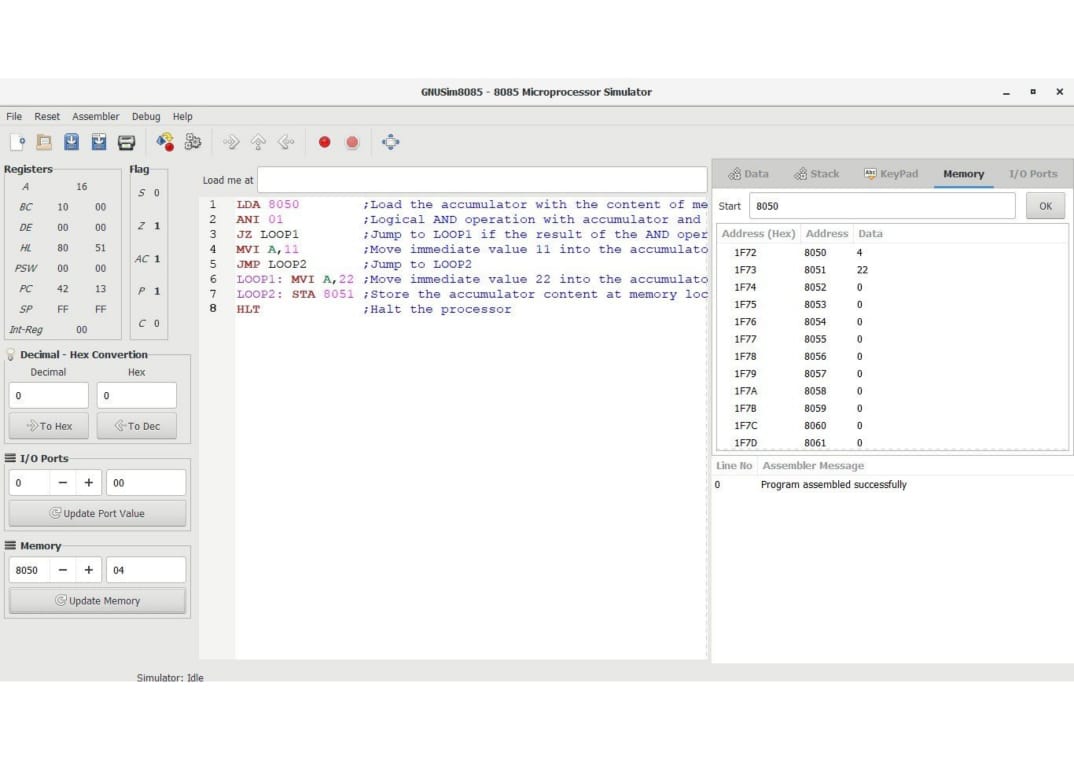 GNUSim8085 - 8085 Microprocessor Simulator
File Reset Assembler Debug Help
Registers
A 16
BC 10 00
DE 00 00
HL 80 51
PSW 00 00
PC 42 13
SP FF FF
Int-Reg 00
Flag
S 0
Z 1
AC 1
P 1
C 0
Decimal - Hex Convertion
Decimal Hex
0 0
To Hex To Dec
I/O Ports
0 − + 00
Update Port Value
Memory
8050 − + 04
Update Memory
Load me at
1 LDA 8050 ;Load the accumulator with the content of me
2 ANI 01 ;Logical AND operation with accumulator and
3 JZ LOOP1 ;Jump to LOOP1 if the result of the AND oper
4 MVI A,11 ;Move immediate value 11 into the accumulato
5 JMP LOOP2 ;Jump to LOOP2
6 LOOP1: MVI A,22 ;Move immediate value 22 into the accumulato
7 LOOP2: STA 8051 ;Store the accumulator content at memory loc
8 HLT ;Halt the processor
Data Stack Abc KeyPad Memory I/O Ports
Start 8050 OK
Address (Hex) Address Data
1F72 8050 4
1F73 8051 22
1F74 8052 0
1F75 8053 0
1F76 8054 0
1F77 8055 0
1F78 8056 0
1F79 8057 0
1F7A 8058 0
1F7B 8059 0
1F7C 8060 0
1F7D 8061 0
Line No Assembler Message
0 Program assembled successfully
Simulator: Idle